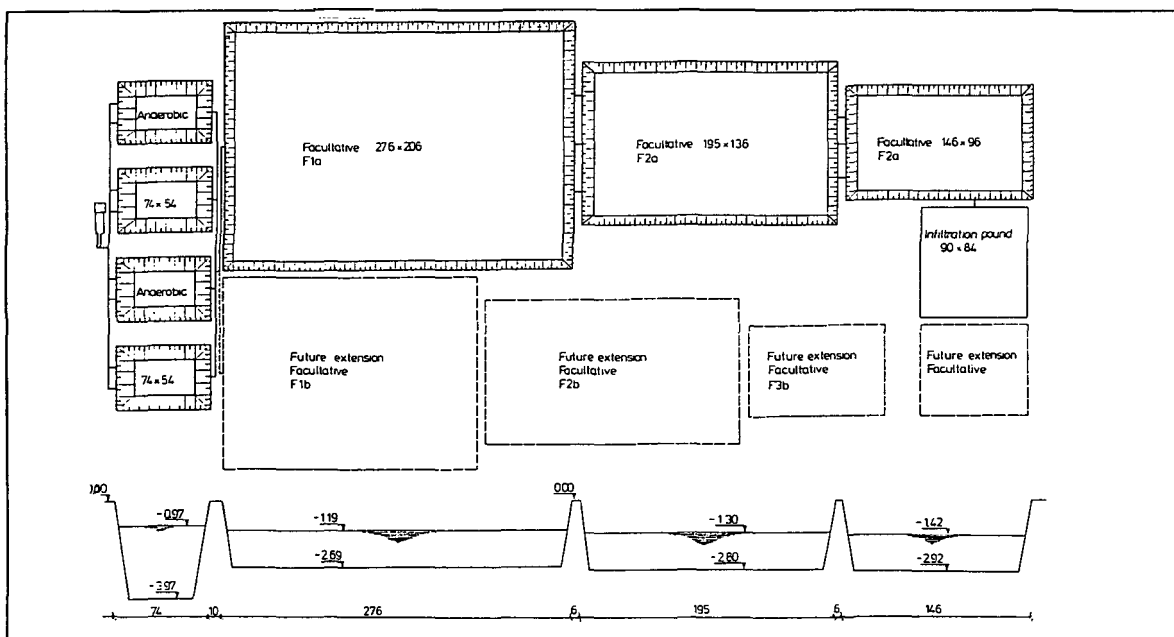 Anaerobic
74×54
Anaerobic
74×54
Facultative 276×206
F1a
Facultative 195×136
F2a
Facultative 146×96
F2a
Infiltration pound
90×84
Future extension
Facultative
F1b
Future extension
Facultative
F2b
Future extension
Facultative
F3b
Future extension
Facultative
0,00
-0.97
-3.97
-1.19
-2.69
0.00
-1.30
-2.80
-1.42
-2.92
74 10 276 6 195 6 146